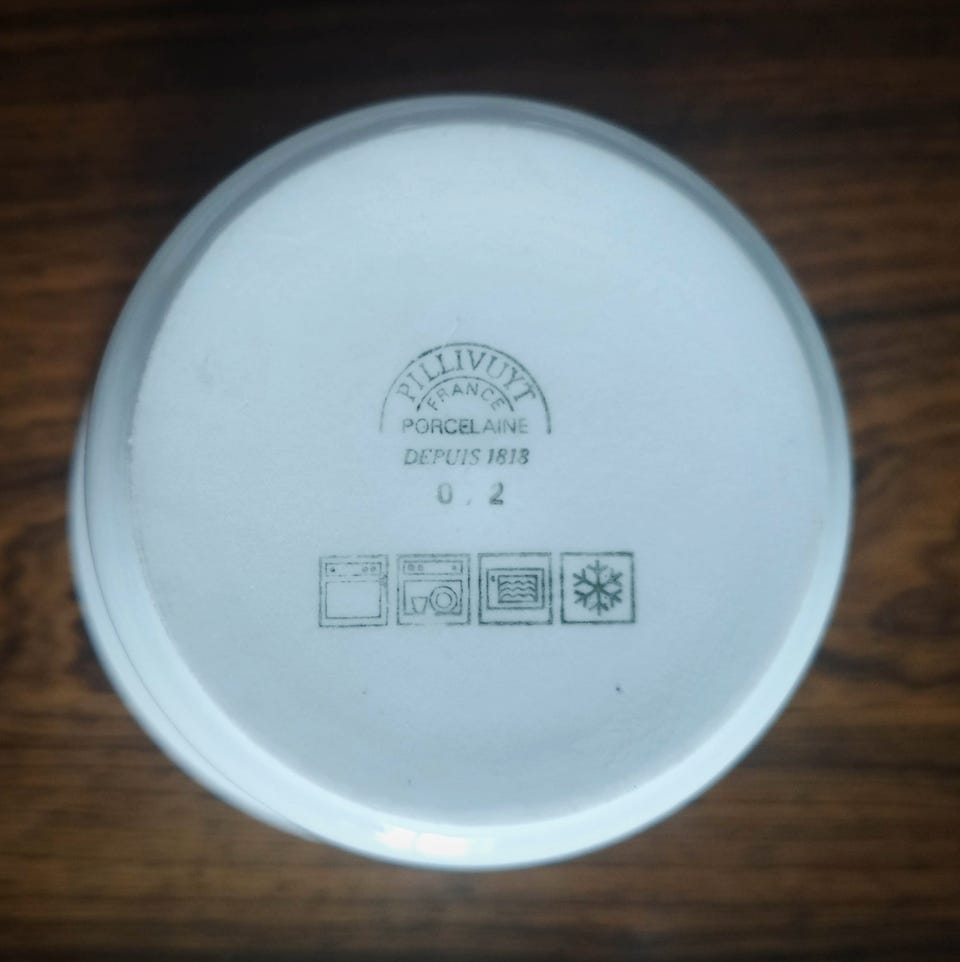 PILLIVUYT
FRANCE
PORCELAINE
DEPUIS 1818
0.2